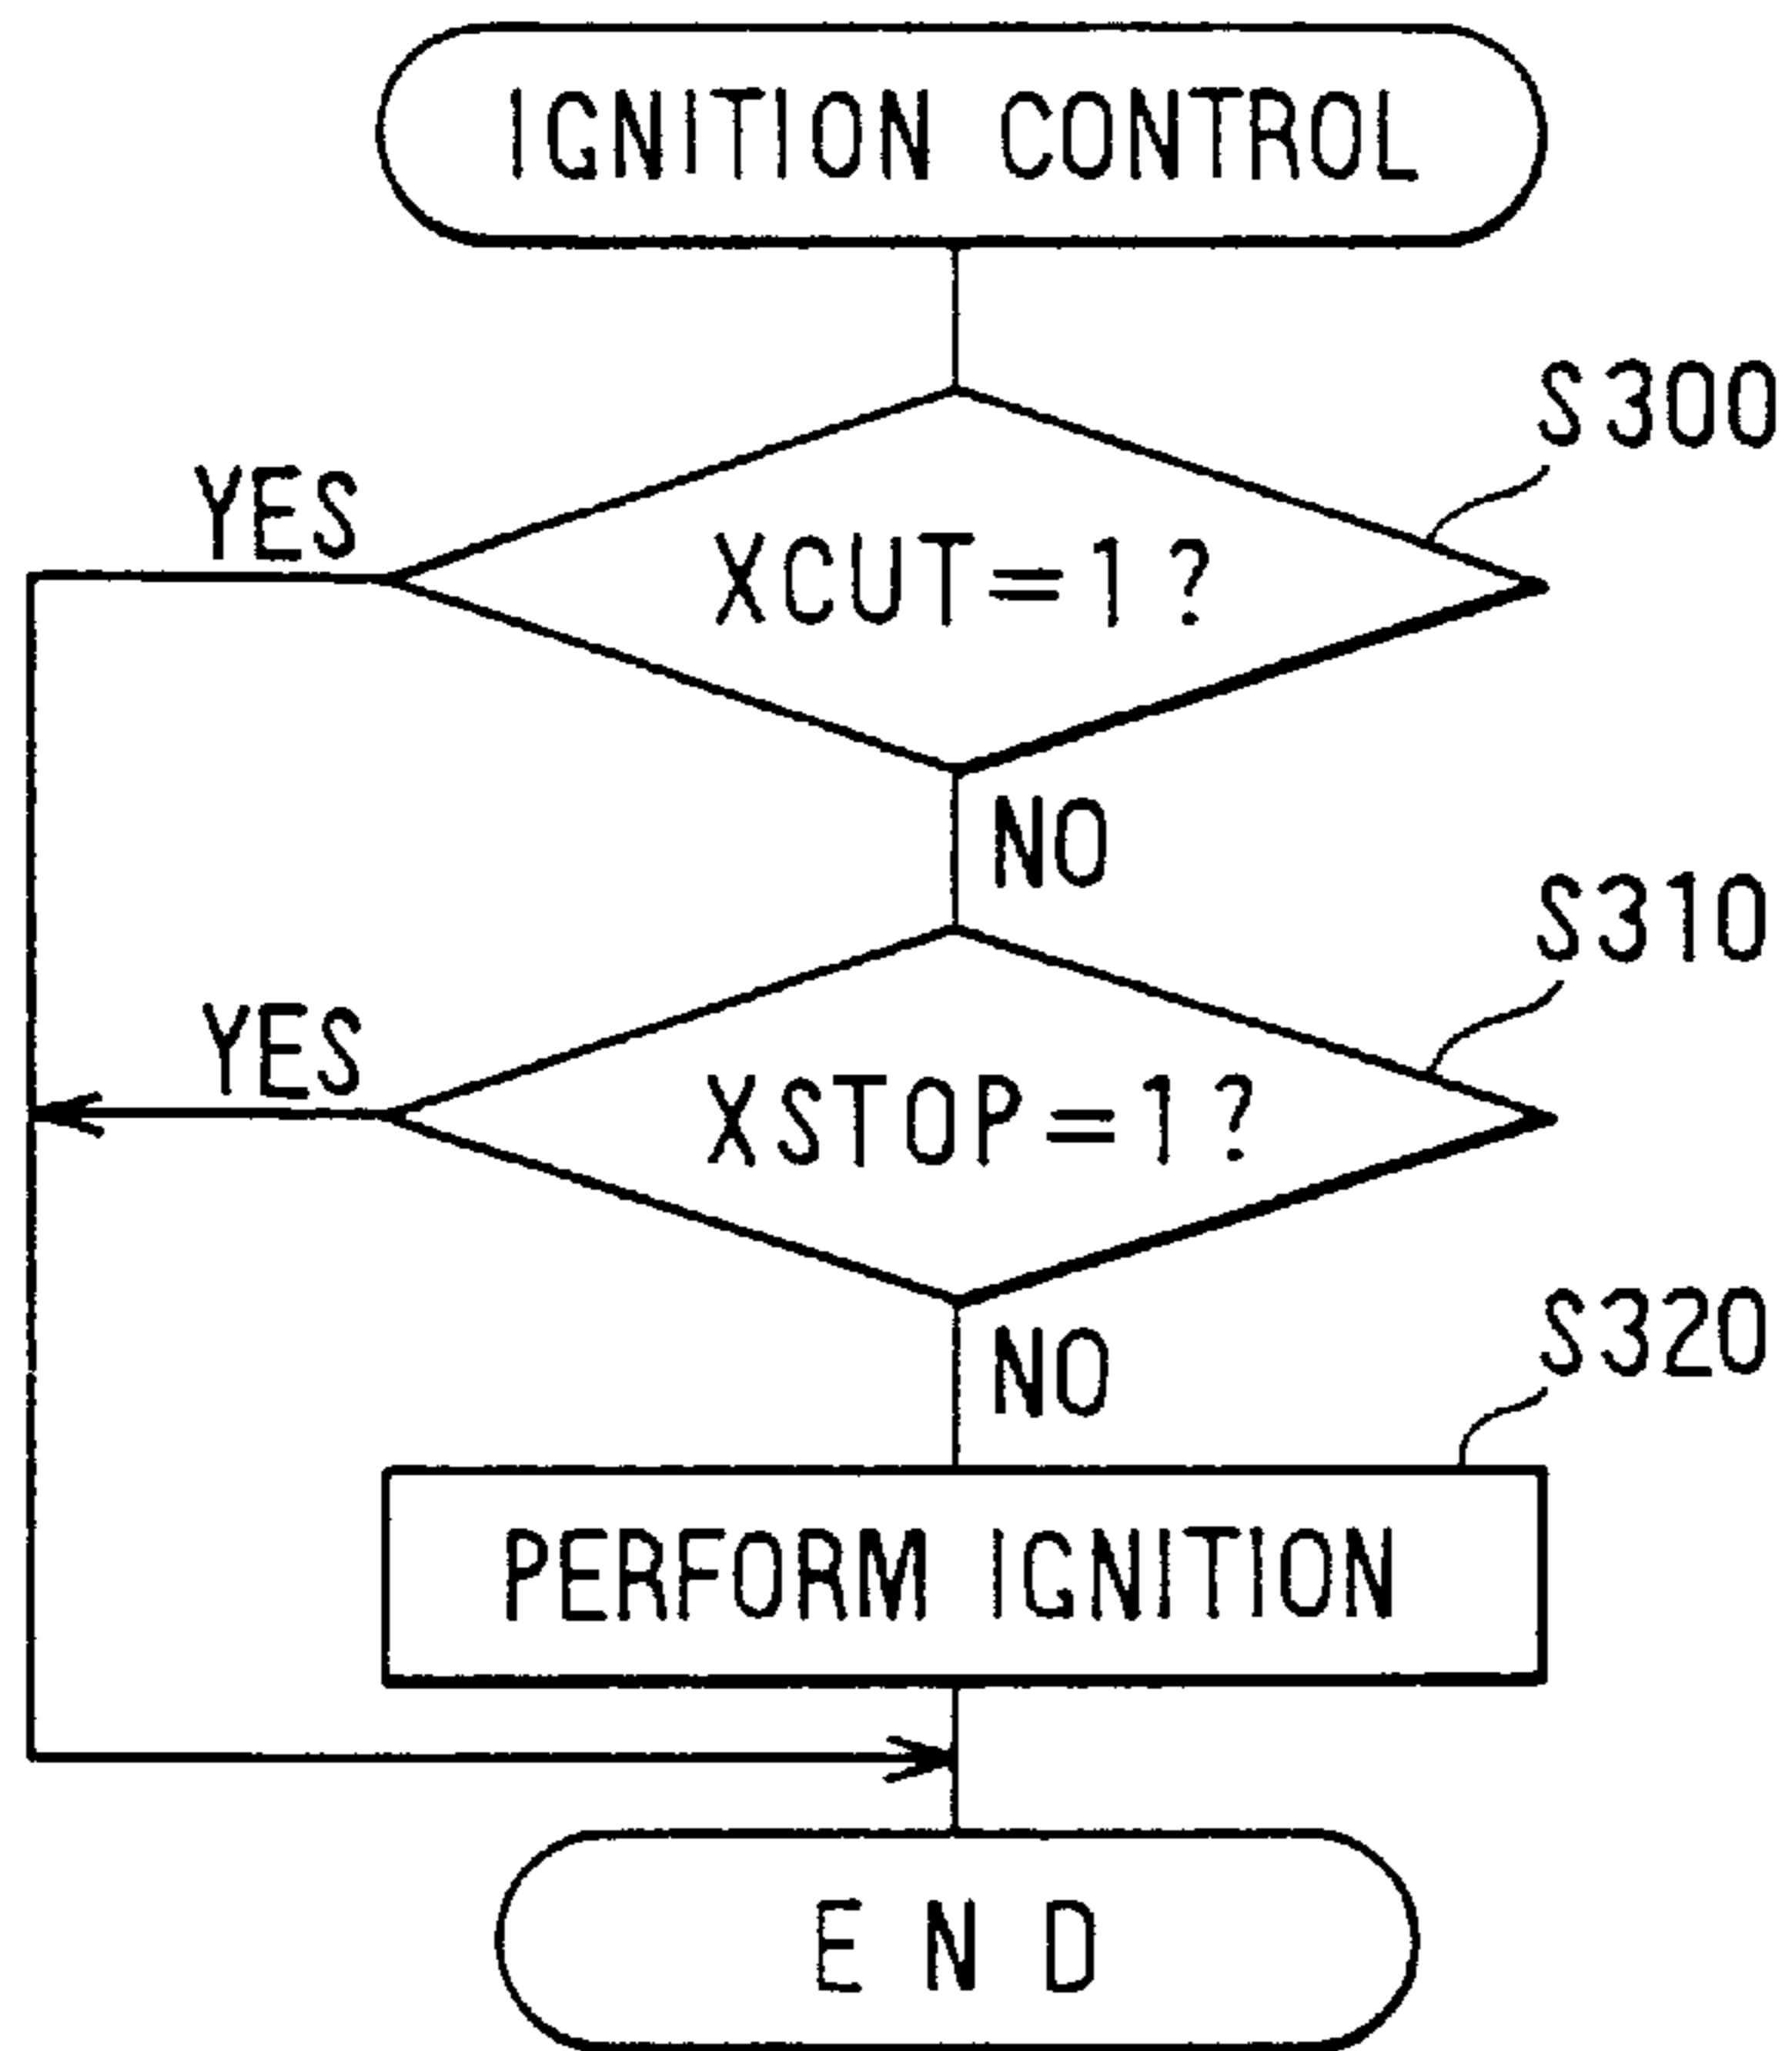 IGNITION CONTROL
S300
YES
XCUT=1?
NO
S310
YES
XSTOP=1?
NO
S320
PERFORM IGNITION
END